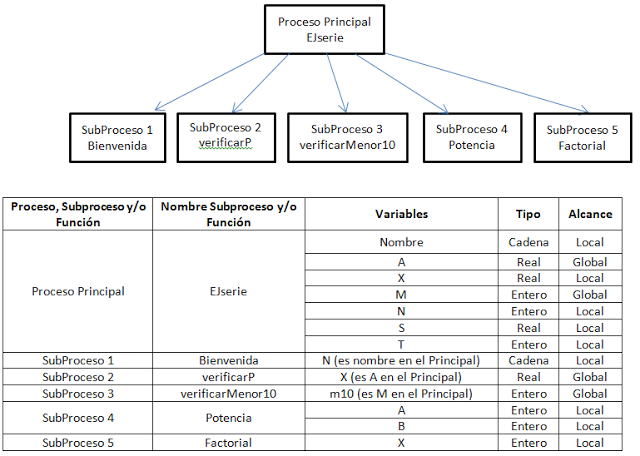 Proceso Principal
EJserie
SubProceso 1
Bienvenida
SubProceso 2
verificarP
SubProceso 3
verificarMenor10
SubProceso 4
Potencia
SubProceso 5
Factorial
Proceso, Subproceso y/o Función | Nombre Subproceso y/o Función | Variables | Tipo | Alcance
Proceso Principal | EJserie | Nombre | Cadena | Local
A | Real | Global
X | Real | Local
M | Entero | Global
N | Entero | Local
S | Real | Local
T | Entero | Local
SubProceso 1 | Bienvenida | N (es nombre en el Principal) | Cadena | Local
SubProceso 2 | verificarP | X (es A en el Principal) | Real | Global
SubProceso 3 | verificarMenor10 | m10 (es M en el Principal) | Entero | Global
SubProceso 4 | Potencia | A | Entero | Local
B | Entero | Local
SubProceso 5 | Factorial | X | Entero | Local